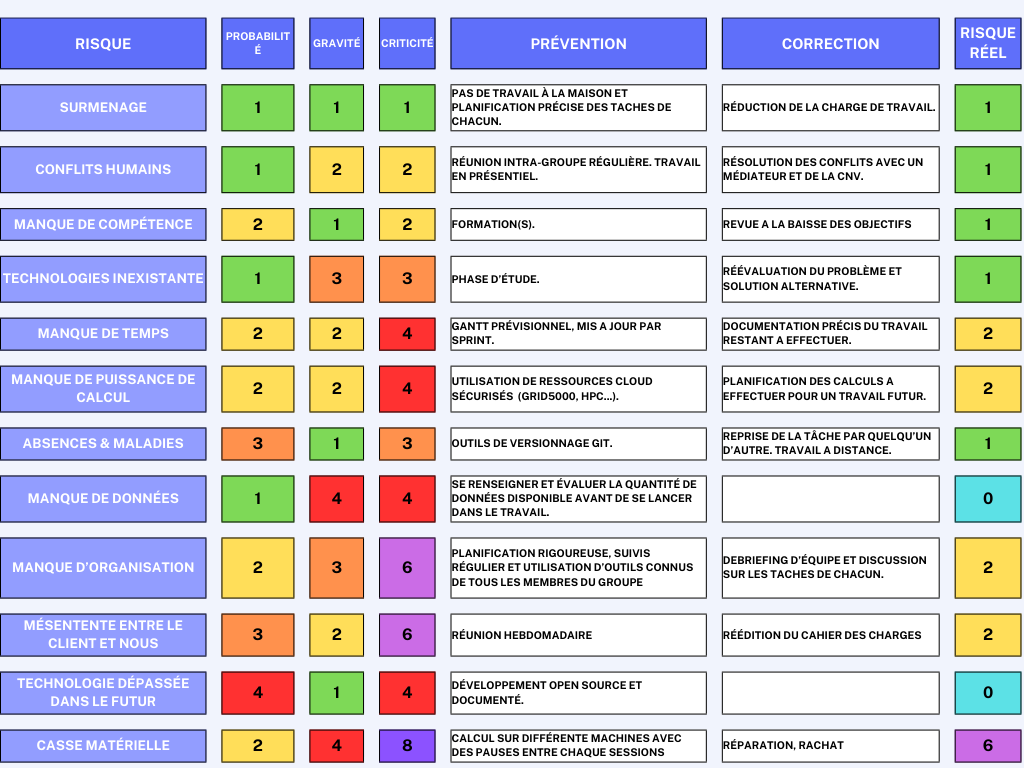 RISQUE
PROBABILIT
É
GRAVITÉ
CRITICITÉ
PRÉVENTION
CORRECTION
RISQUE
RÉEL
SURMENAGE
1
1
1
PAS DE TRAVAIL À LA MAISON ET
PLANIFICATION PRÉCISE DES TACHES DE
CHACUN.
RÉDUCTION DE LA CHARGE DE TRAVAIL.
1
CONFLITS HUMAINS
1
2
2
RÉUNION INTRA-GROUPE RÉGULIÈRE. TRAVAIL
EN PRÉSENTIEL.
RÉSOLUTION DES CONFLITS AVEC UN
MÉDIATEUR ET DE LA CNV.
1
MANQUE DE COMPÉTENCE
2
1
2
FORMATION(S).
REVUE A LA BAISSE DES OBJECTIFS
1
TECHNOLOGIES INEXISTANTE
1
3
3
PHASE D'ÉTUDE.
RÉÉVALUATION DU PROBLÈME ET
SOLUTION ALTERNATIVE.
1
MANQUE DE TEMPS
2
2
4
GANTT PRÉVISIONNEL, MIS A JOUR PAR
SPRINT.
DOCUMENTATION PRÉCIS DU TRAVAIL
RESTANT A EFFECTUER.
2
MANQUE DE PUISSANCE DE
CALCUL
2
2
4
UTILISATION DE RESSOURCES CLOUD
SÉCURISÉS (GRID5000, HPC...).
PLANIFICATION DES CALCULS A
EFFECTUER POUR UN TRAVAIL FUTUR.
2
ABSENCES & MALADIES
3
1
3
OUTILS DE VERSIONNAGE GIT.
REPRISE DE LA TÂCHE PAR QUELQU'UN
D'AUTRE. TRAVAIL A DISTANCE.
1
MANQUE DE DONNÉES
1
4
4
SE RENSEIGNER ET ÉVALUER LA QUANTITÉ DE
DONNÉES DISPONIBLE AVANT DE SE LANCER
DANS LE TRAVAIL.
0
MANQUE D'ORGANISATION
2
3
6
PLANIFICATION RIGOUREUSE, SUIVIS
RÉGULIER ET UTILISATION D'OUTILS CONNUS
DE TOUS LES MEMBRES DU GROUPE
DEBRIEFING D'ÉQUIPE ET DISCUSSION
SUR LES TACHES DE CHACUN.
2
MÉSENTENTE ENTRE LE
CLIENT ET NOUS
3
2
6
RÉUNION HEBDOMADAIRE
RÉÉDITION DU CAHIER DES CHARGES
2
TECHNOLOGIE DÉPASSÉE
DANS LE FUTUR
4
1
4
DÉVELOPPEMENT OPEN SOURCE ET
DOCUMENTÉ.
0
CASSE MATÉRIELLE
2
4
8
CALCUL SUR DIFFÉRENTE MACHINES AVEC
DES PAUSES ENTRE CHAQUE SESSIONS
RÉPARATION, RACHAT
6